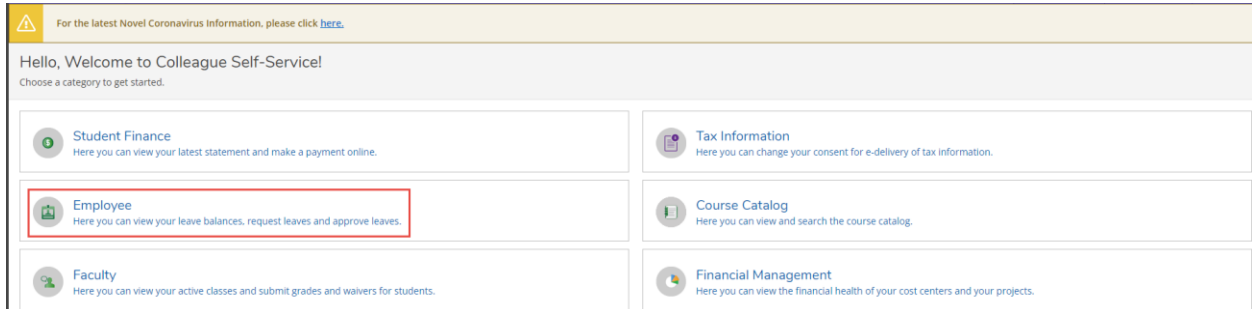 For the latest Novel Coronavirus Information, please click here.
Hello, Welcome to Colleague Self-Service!
Choose a category to get started.
Student Finance
Here you can view your latest statement and make a payment online.
Tax Information
Here you can change your consent for e-delivery of tax information.
Employee
Here you can view your leave balances, request leaves and approve leaves.
Course Catalog
Here you can view and search the course catalog.
Faculty
Here you can view your active classes and submit grades and waivers for students.
Financial Management
Here you can view the financial health of your cost centers and your projects.